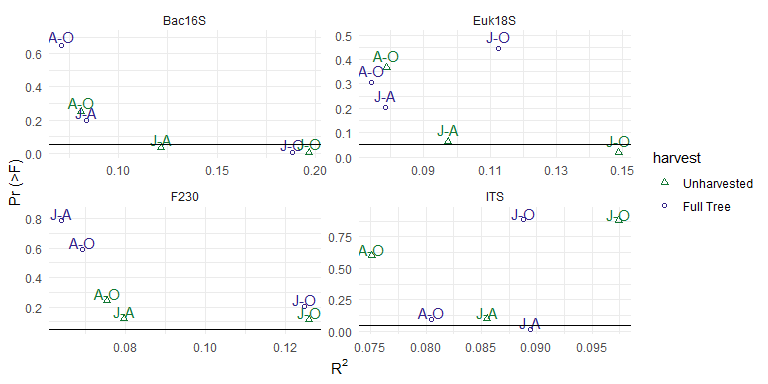 Bac16S
Euk18S
0.6
0.4
0.2
0.0
J-O
A-O
J-A
A-O
J-A
J-O
J-O
0.10
0.15
0.20
0.5
0.4
0.3
0.2
0.1
0.0
J-O
A-O
A-O
J-A
J-A
J-O
0.09
0.11
0.13
0.15
F230
ITS
0.8
0.6
0.4
0.2
J-A
A-O
A-O
J-A
J-O
J-O
0.08
0.10
0.12
0.75
0.50
0.25
0.00
J-O
J-O
A-O
A-O
J-A
J-A
0.075
0.080
0.085
0.090
0.095
Pr (>F)
R²
harvest
Unharvested
Full Tree